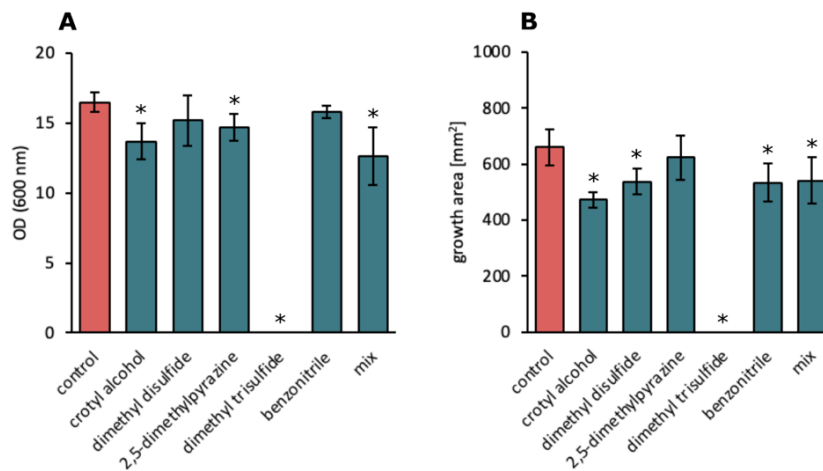 A
OD (600 nm)
20
15
10
5
0
*
*
*
*
control
crotyl alcohol
dimethyl disulfide
2,5-dimethylpyrazine
dimethyl trisulfide
benzonitrile
mix
B
growth area [mm²]
1000
800
600
400
200
0
*
*
*
*
*
control
crotyl alcohol
dimethyl disulfide
2,5-dimethylpyrazine
dimethyl trisulfide
benzonitrile
mix